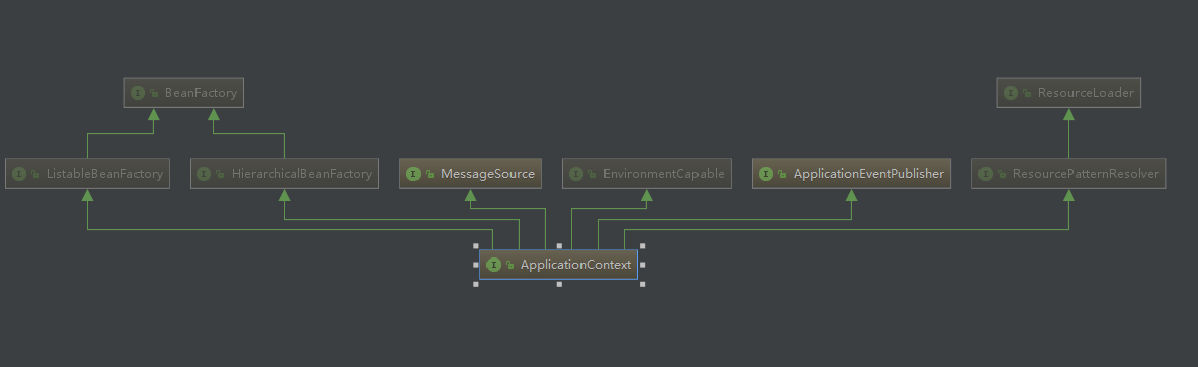 BeanFactory
ResourceLoader
ListableBeanFactory
HierarchicalBeanFactory
MessageSource
EnvironmentCapable
ApplicationEventPublisher
ResourcePatternResolver
ApplicationContext